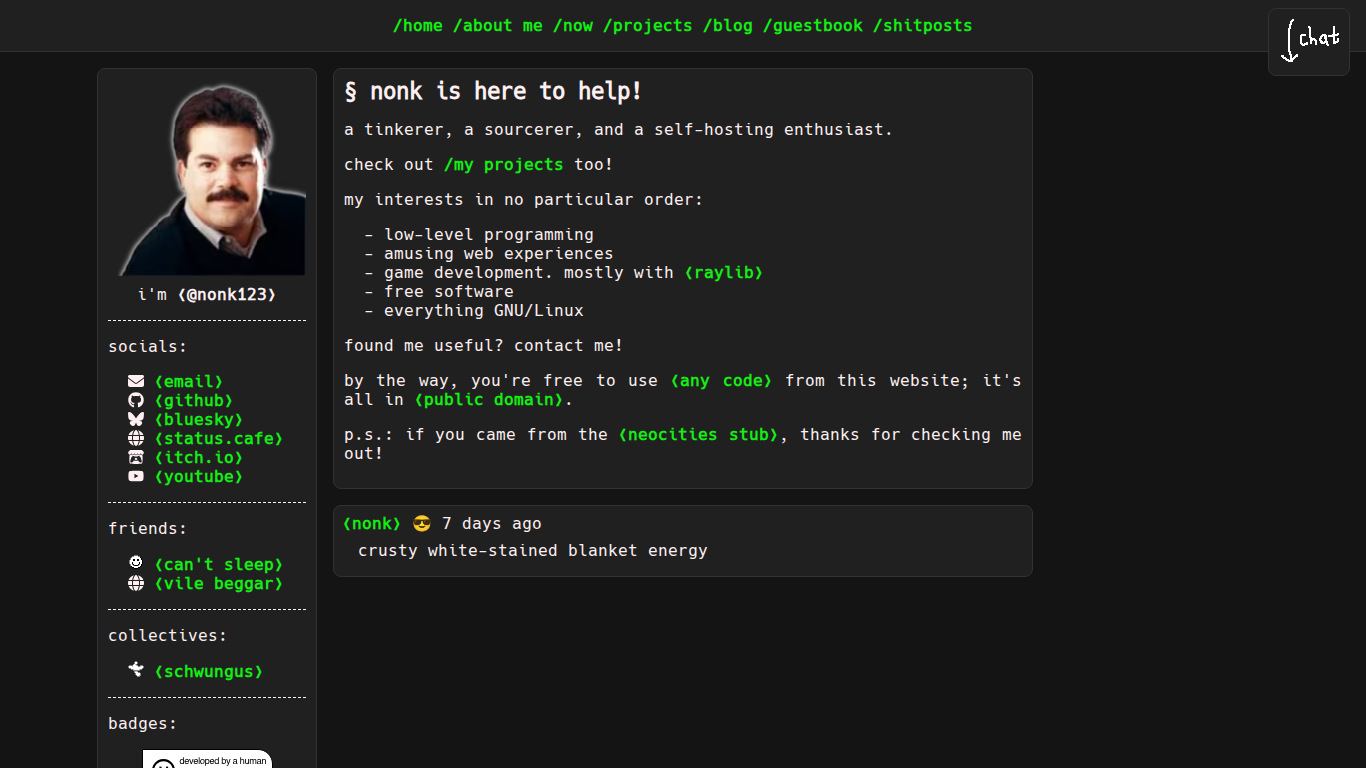 /home /about me /now /projects /blog /guestbook /shitposts
chat
i'm ⟨@nonk123⟩
socials:
⟨email⟩
⟨github⟩
⟨bluesky⟩
⟨status.cafe⟩
⟨itch.io⟩
⟨youtube⟩
friends:
⟨can't sleep⟩
⟨vile beggar⟩
collectives:
⟨schwungus⟩
badges:
developed by a human
§ nonk is here to help!
a tinkerer, a sourcerer, and a self-hosting enthusiast.
check out /my projects too!
my interests in no particular order:
- low-level programming
- amusing web experiences
- game development. mostly with ⟨raylib⟩
- free software
- everything GNU/Linux
found me useful? contact me!
by the way, you're free to use ⟨any code⟩ from this website; it's
all in ⟨public domain⟩.
p.s.: if you came from the ⟨neocities stub⟩, thanks for checking me
out!
⟨nonk⟩ 😎 7 days ago
crusty white-stained blanket energy